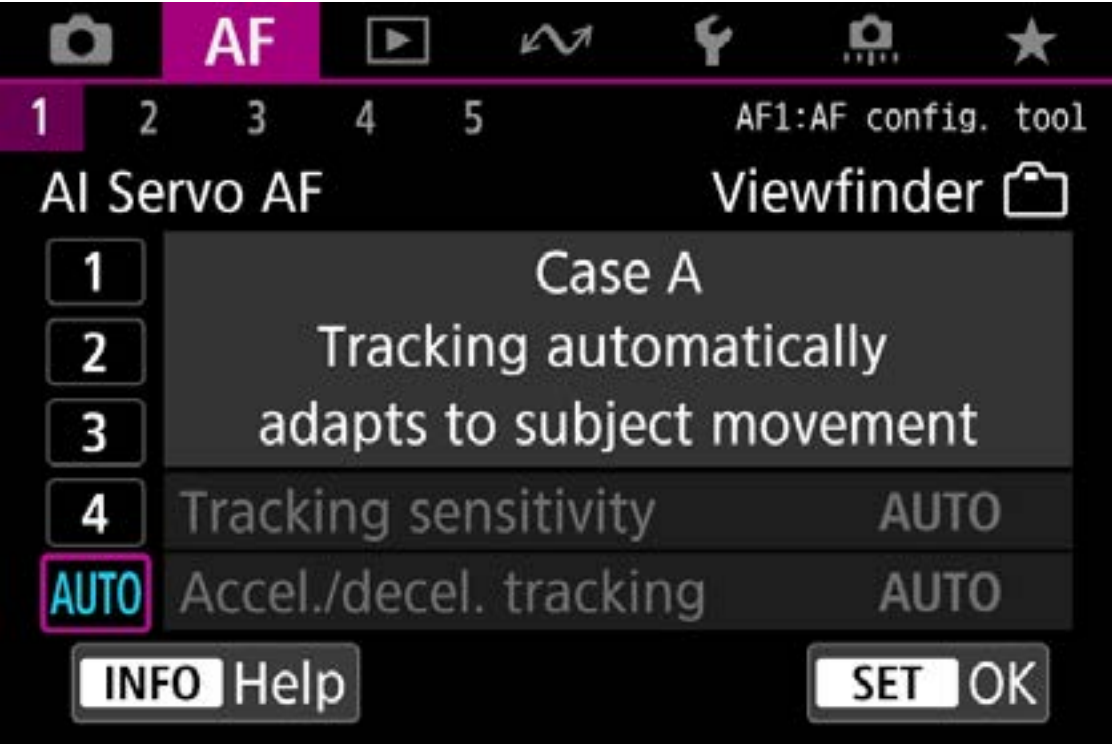 AF
1 2 3 4 5 AF1:AF config. tool
AI Servo AF Viewfinder
1 Case A
2 Tracking automatically
3 adapts to subject movement
4 Tracking sensitivity AUTO
AUTO Accel./decel. tracking AUTO
INFO Help SET OK